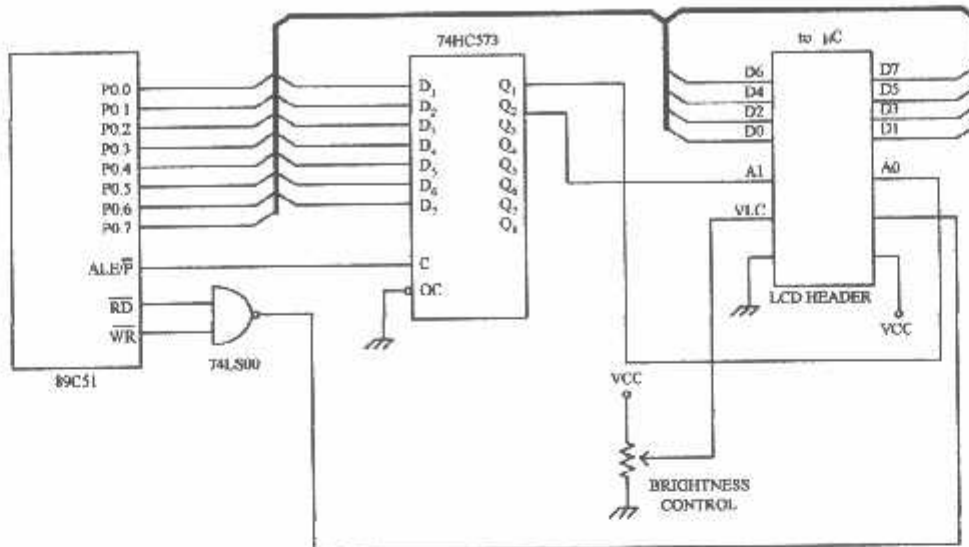 74HC573
to μC
P0.0
P0.1
P0.2
P0.3
P0.4
P0.5
P0.6
P0.7
ALE/P̅
R̅D̅
W̅R̅
89C51
74LS00
D1
D2
D3
D4
D5
D6
D7
C
OC
Q1
Q2
Q3
Q4
Q5
Q6
Q7
Q8
D6
D4
D2
D0
A1
VLC
D7
D5
D3
D1
A0
LCD HEADER
VCC
VCC
BRIGHTNESS
CONTROL